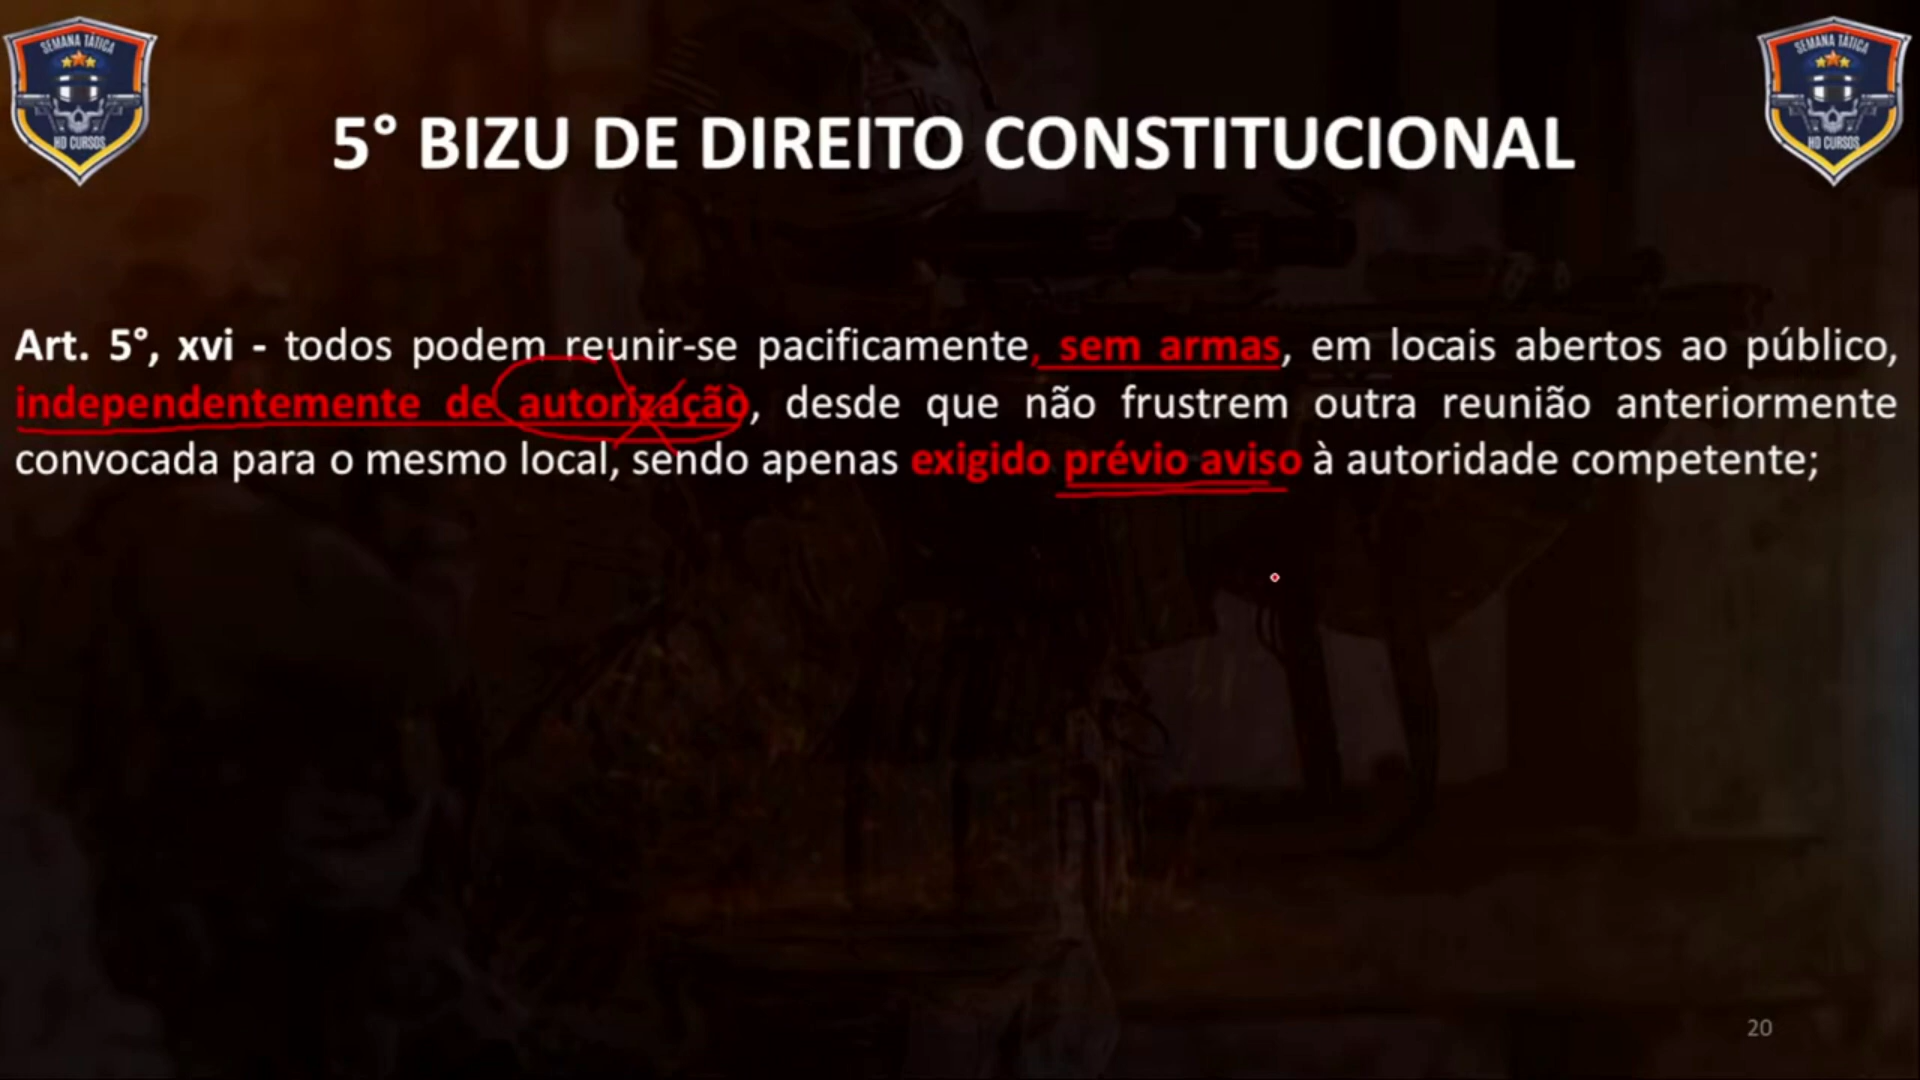 SEMANA TÁTICA
HD CURSOS
SEMANA TÁTICA
HD CURSOS
5° BIZU DE DIREITO CONSTITUCIONAL
Art. 5°, xvi - todos podem reunir-se pacificamente, sem armas, em locais abertos ao público,
independentemente de autorização, desde que não frustrem outra reunião anteriormente
convocada para o mesmo local, sendo apenas exigido prévio aviso à autoridade competente;
20